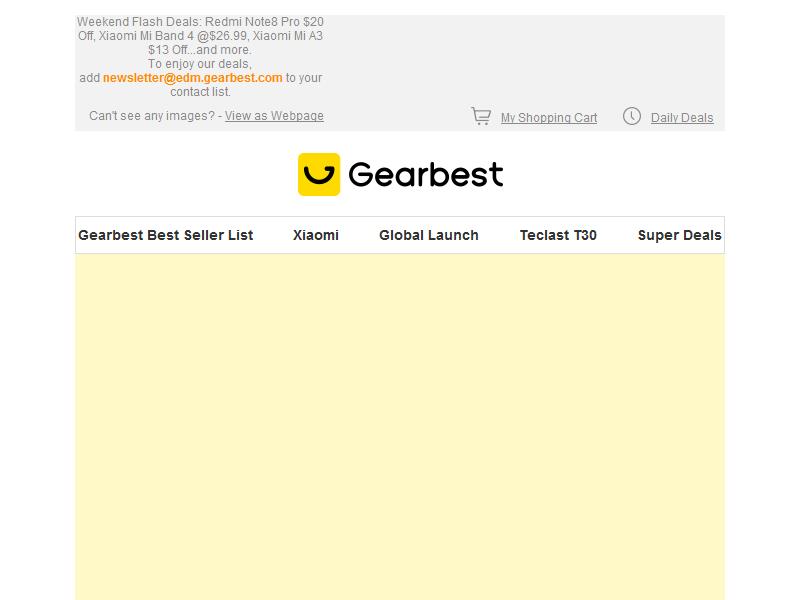 Weekend Flash Deals: Redmi Note8 Pro $20
Off, Xiaomi Mi Band 4 @$26.99, Xiaomi Mi A3
$13 Off...and more.
To enjoy our deals,
add newsletter@edm.gearbest.com to your
contact list.
Can't see any images? - View as Webpage
My Shopping Cart
Daily Deals
Gearbest
Gearbest Best Seller List
Xiaomi
Global Launch
Teclast T30
Super Deals